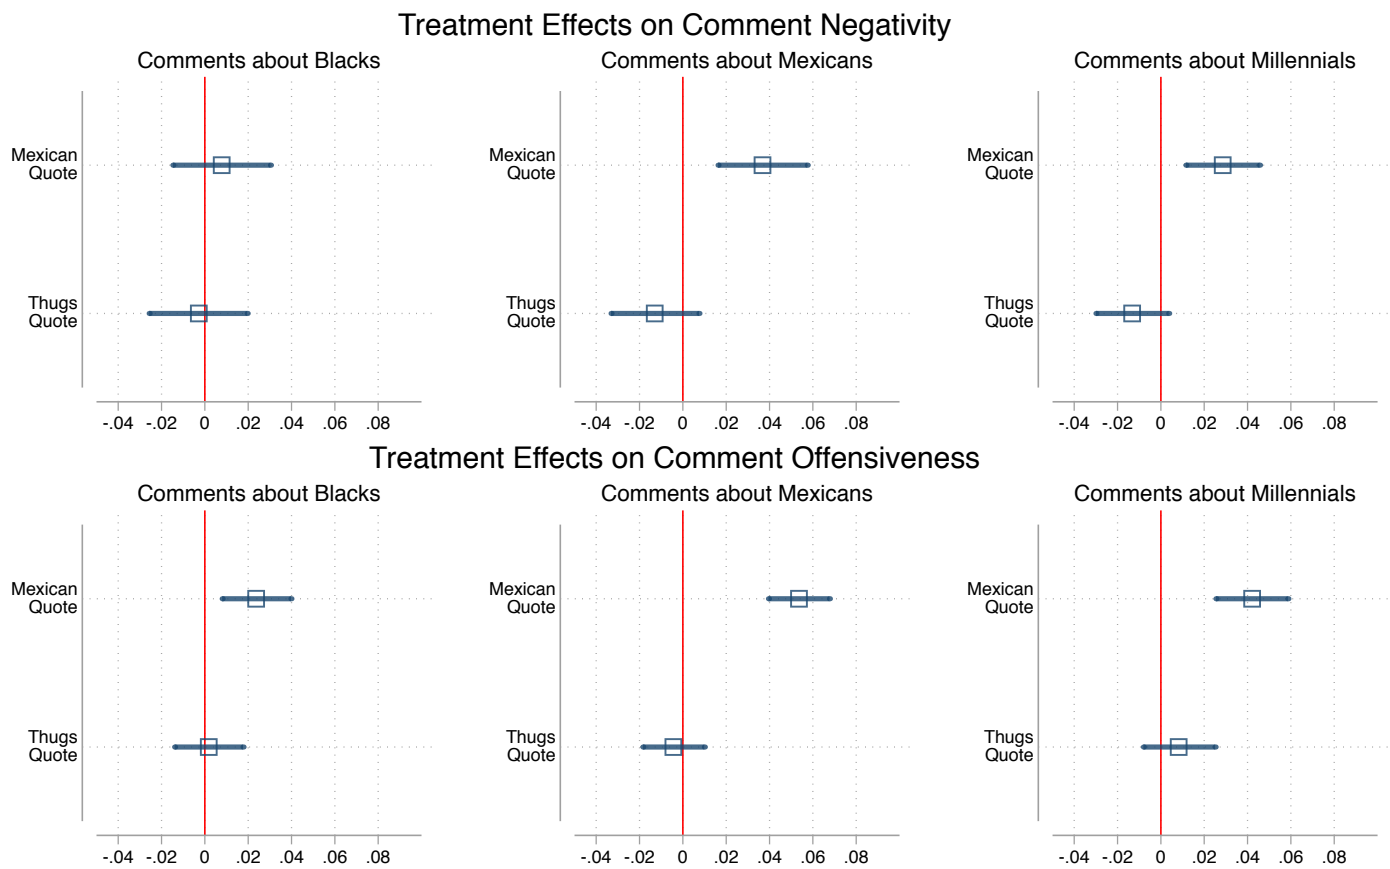 Treatment Effects on Comment Negativity
Comments about Blacks
Comments about Mexicans
Comments about Millennials
Mexican
Quote
Thugs
Quote
-.04 -.02 0 .02 .04 .06 .08
Mexican
Quote
Thugs
Quote
-.04 -.02 0 .02 .04 .06 .08
Mexican
Quote
Thugs
Quote
-.04 -.02 0 .02 .04 .06 .08
Treatment Effects on Comment Offensiveness
Comments about Blacks
Comments about Mexicans
Comments about Millennials
Mexican
Quote
Thugs
Quote
-.04 -.02 0 .02 .04 .06 .08
Mexican
Quote
Thugs
Quote
-.04 -.02 0 .02 .04 .06 .08
Mexican
Quote
Thugs
Quote
-.04 -.02 0 .02 .04 .06 .08